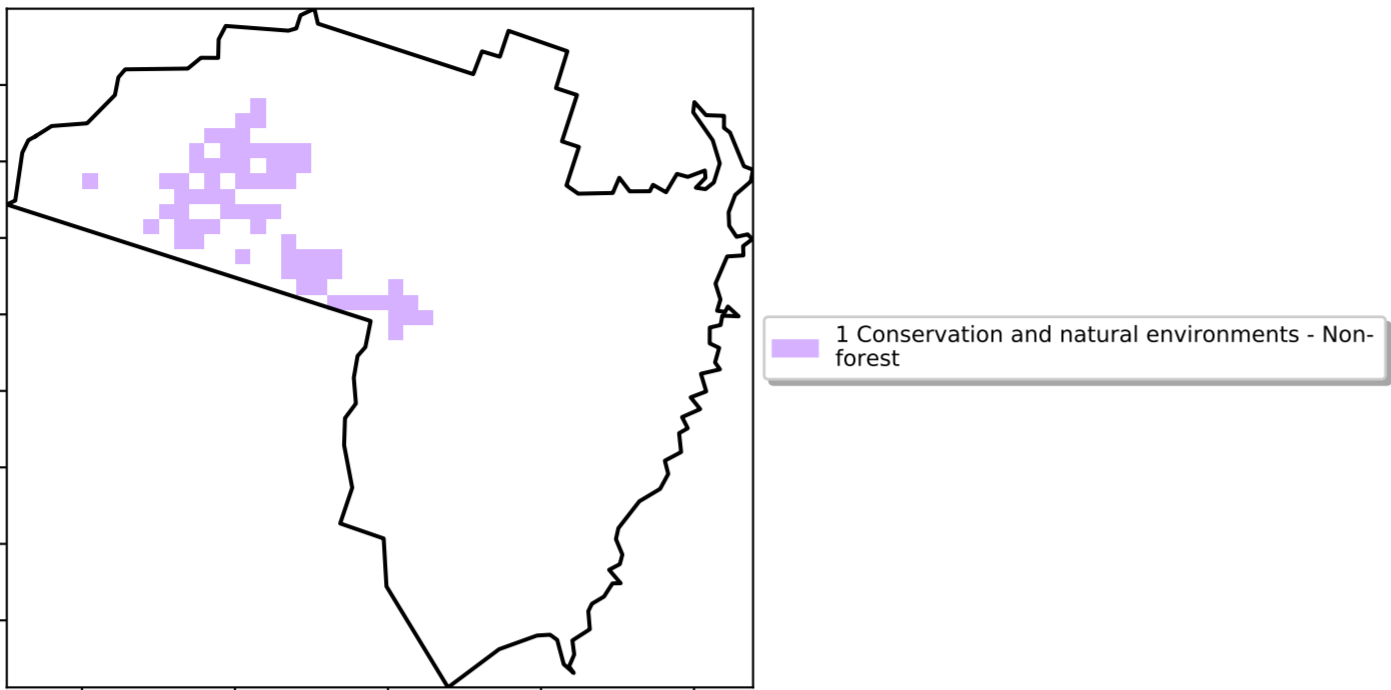 1 Conservation and natural environments - Non-
forest